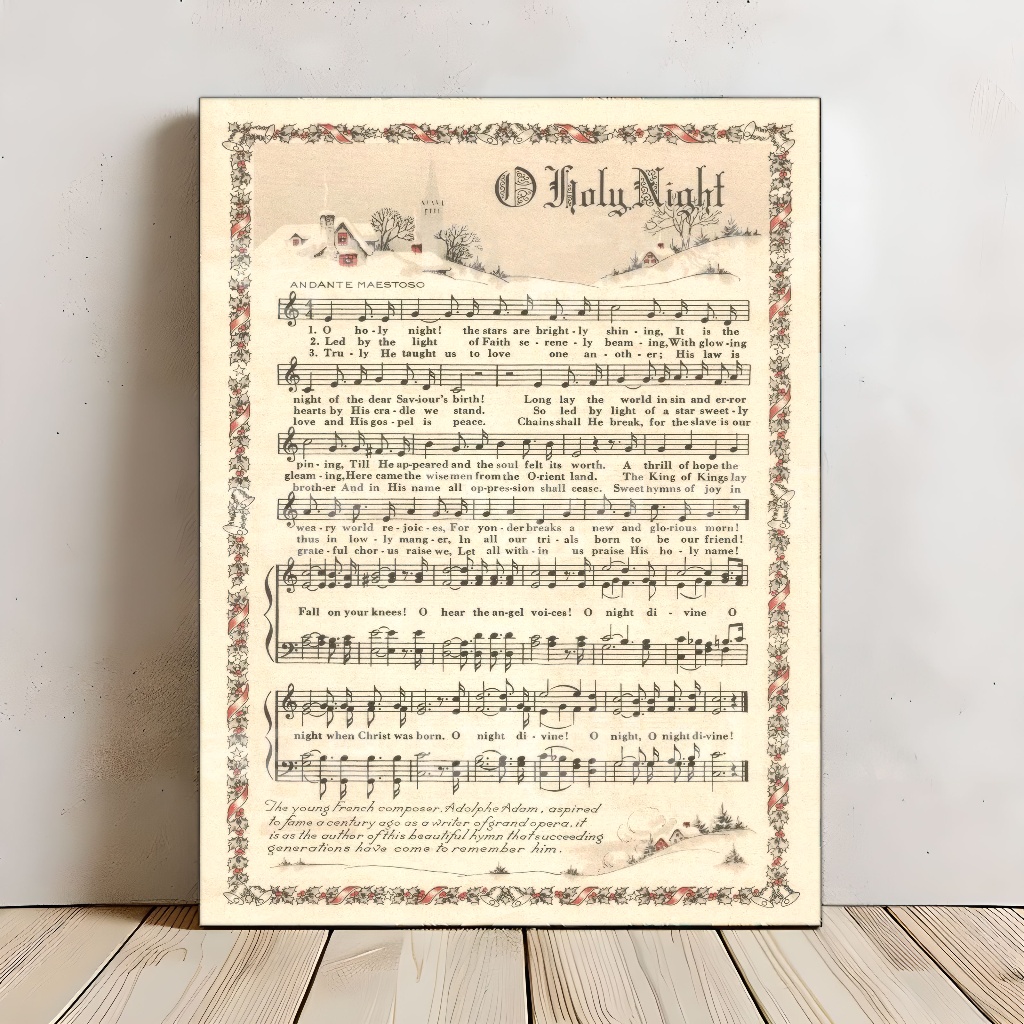 O Holy Night
ANDANTE MAESTOSO
4
4
1. O ho-ly night! the stars are bright-ly shin-ing, It is the
2. Led by the light of Faith se-rene-ly beam-ing, With glow-ing
3. Tru-ly He taught us to love one an-oth-er; His law is
night of the dear Sav-iour's birth! Long lay the world in sin and er-ror
hearts by His cra-dle we stand. So led by light of a star sweet-ly
love and His gos-pel is peace. Chains shall He break, for the slave is our
pin-ing, Till He ap-peared and the soul felt its worth. A thrill of hope the
gleam-ing, Here came the wise men from the O-rient land. The King of Kings lay
broth-er And in His name all op-pression shall cease. Sweet hymns of joy in
wea-ry world re-joic-es, For yon-der breaks a new and glo-rious morn!
thus in low-ly mang-er, In all our tri-als born to be our friend!
grate-ful chor-us raise we, Let all with-in us praise His ho-ly name!
Fall on your knees! O hear the an-gel voi-ces! O night di-vine O
night when Christ was born. O night di-vine! O night, O night di-vine!
The young French composer, Adolphe Adam, aspired
to fame a century ago as a writer of grand opera, it
is as the author of this beautiful hymn that succeeding
generations have come to remember him.